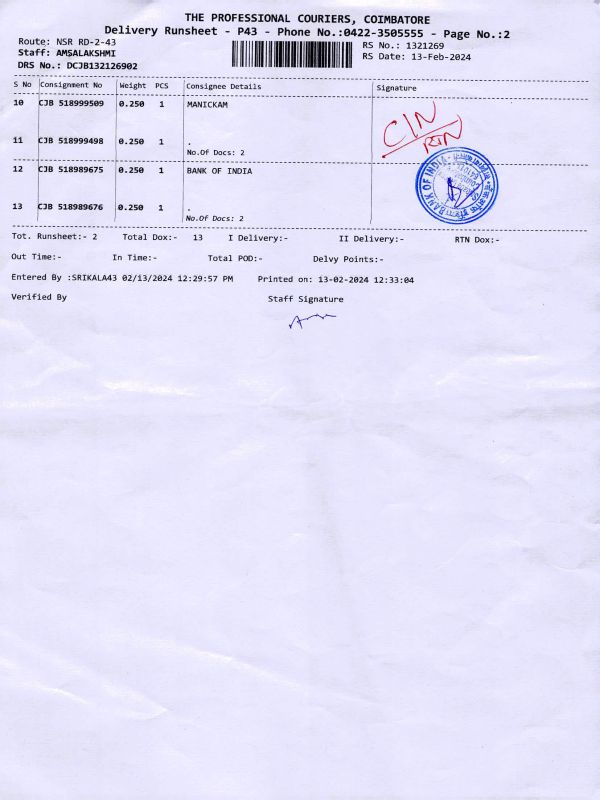 THE PROFESSIONAL COURIERS, COIMBATORE
Delivery Runsheet - P43 - Phone No.:0422-3505555 - Page No.:2
Route: NSR RD-2-43
RS No.: 1321269
Staff: AMSALAKSHMI
RS Date: 13-Feb-2024
DRS No.: DCJB132126902
S No Consignment No Weight PCS Consignee Details Signature
10 CJB 518999509 0.250 1 MANICKAM
CIN
RTN
11 CJB 518999498 0.250 1 .
No.Of Docs: 2
12 CJB 518989675 0.250 1 BANK OF INDIA
BANK OF INDIA
13 CJB 518989676 0.250 1 .
No.Of Docs: 2
Tot. Runsheet:- 2 Total Dox:- 13 I Delivery:- II Delivery:- RTN Dox:-
Out Time:- In Time:- Total POD:- Delvy Points:-
Entered By :SRIKALA43 02/13/2024 12:29:57 PM Printed on: 13-02-2024 12:33:04
Verified By Staff Signature